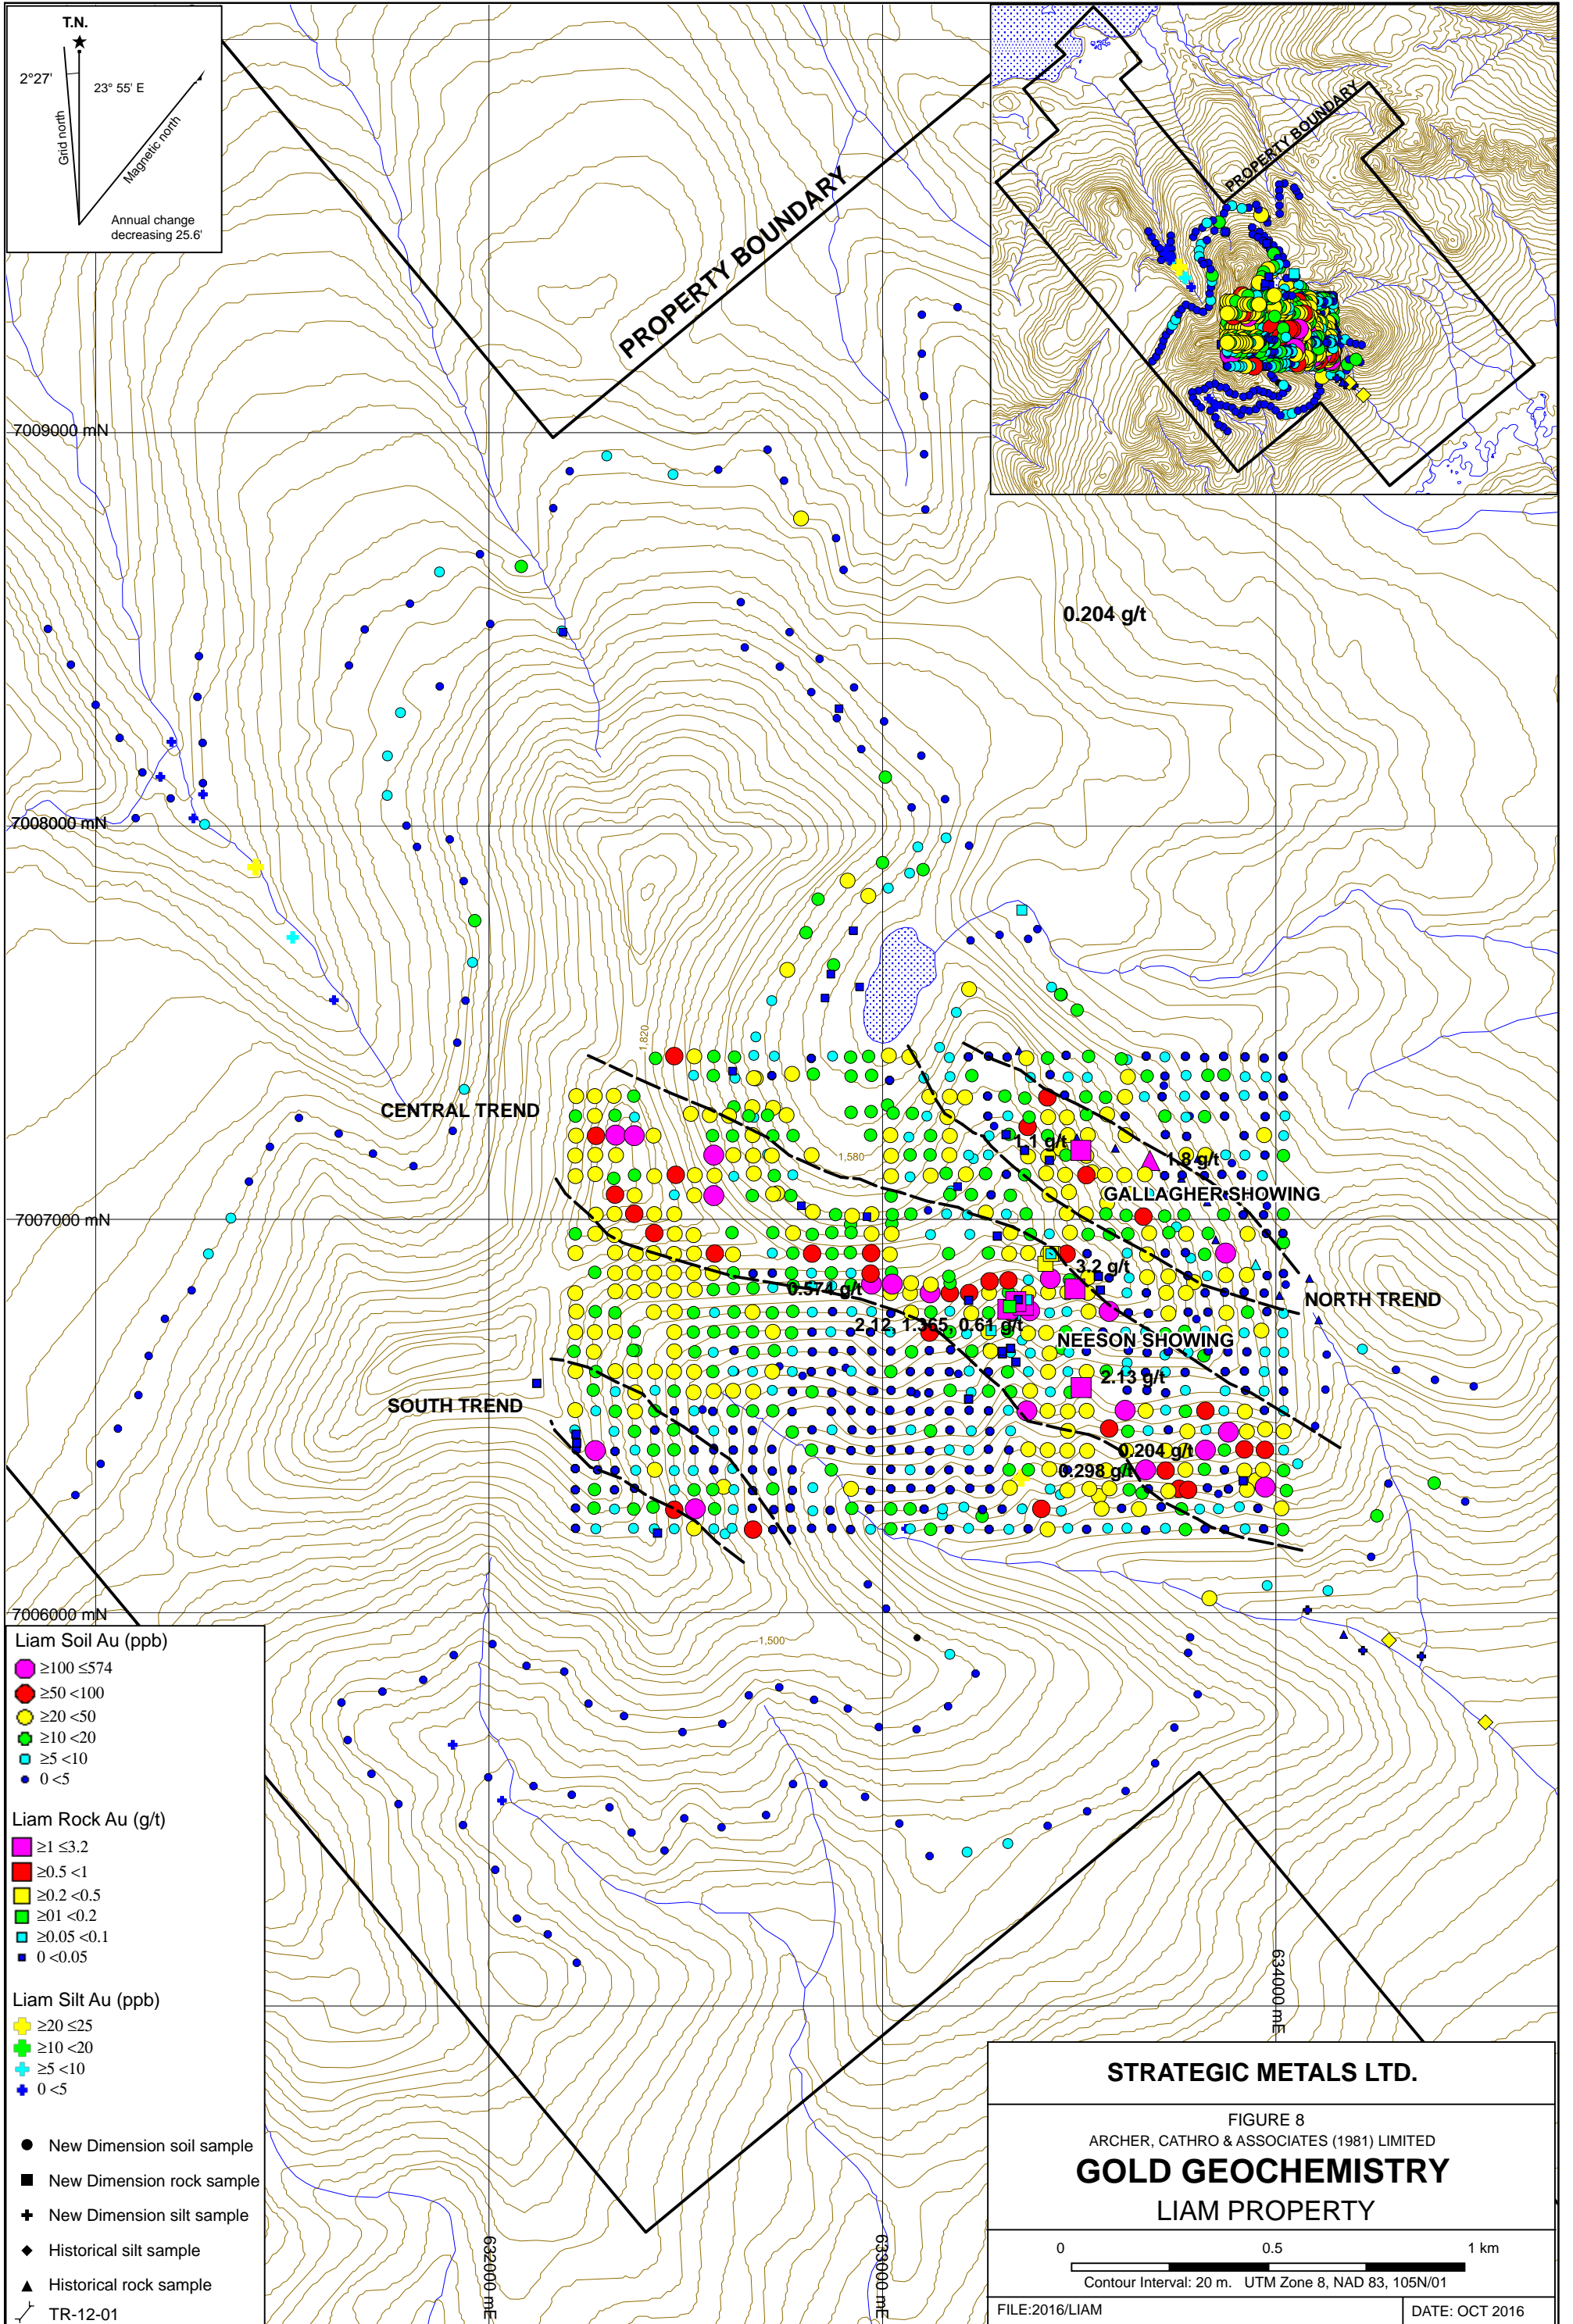 T.N.
2°27'
23° 55' E
Grid north
Magnetic north
Annual change
decreasing 25.6'
PROPERTY BOUNDARY
PROPERTY BOUNDARY
7009000 mN
0.204 g/t
7008000 mN
1,820
CENTRAL TREND
1.1 g/t
1,580
1.8 g/t
GALLAGHER SHOWING
7007000 mN
3.2 g/t
0.574 g/t
NORTH TREND
2.12, 1.365, 0.61 g/t
NEESON SHOWING
2.13 g/t
SOUTH TREND
0.204 g/t
0.298 g/t
7006000 mN
1,500
Liam Soil Au (ppb)
≥100 ≤574
≥50 <100
≥20 <50
≥10 <20
≥5 <10
0 <5
Liam Rock Au (g/t)
≥1 ≤3.2
≥0.5 <1
≥0.2 <0.5
≥01 <0.2
≥0.05 <0.1
0 <0.05
Liam Silt Au (ppb)
≥20 ≤25
≥10 <20
≥5 <10
0 <5
New Dimension soil sample
New Dimension rock sample
New Dimension silt sample
Historical silt sample
Historical rock sample
TR-12-01
632000 mE
633000 mE
634000 mE
STRATEGIC METALS LTD.
FIGURE 8
ARCHER, CATHRO & ASSOCIATES (1981) LIMITED
GOLD GEOCHEMISTRY
LIAM PROPERTY
0 0.5 1 km
Contour Interval: 20 m. UTM Zone 8, NAD 83, 105N/01
FILE:2016/LIAM
DATE: OCT 2016